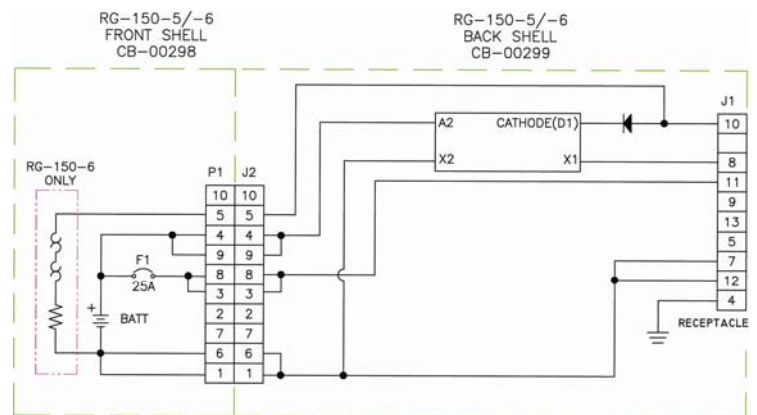 RG-150-5/-6
FRONT SHELL
CB-00298
RG-150-5/-6
BACK SHELL
CB-00299
J1
A2
CATHODE(D1)
10
X2
X1
8
11
9
13
5
7
12
4
RECEPTACLE
RG-150-6
ONLY
P1 J2
10 10
5 5
4 4
9 9
8 8
3 3
2 2
7 7
6 6
1 1
F1
25A
+
BATT